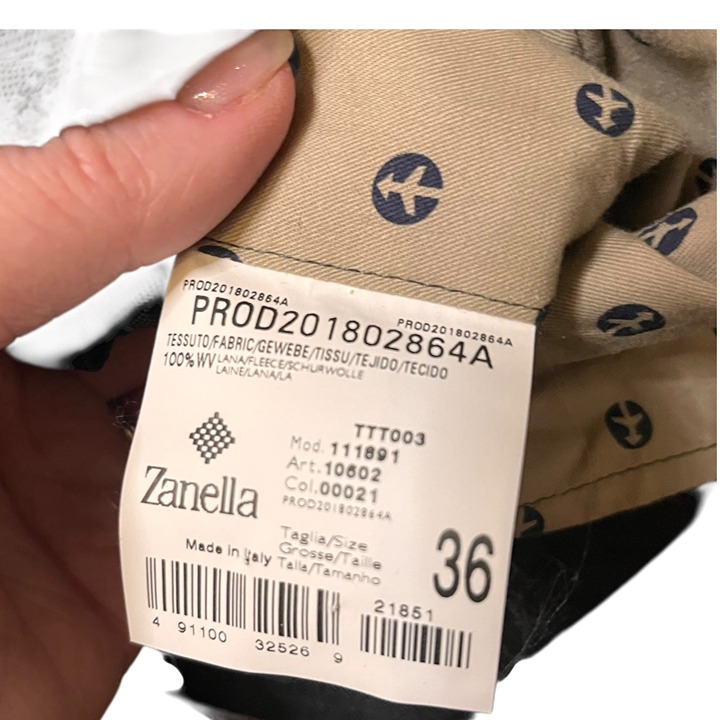 PROD201802864A
PROD201802864A
PROD201802864A
TESSUTO/FABRIC/GEWEBE/TISSU/TEJIDO/TECIDO
100% WV LANA/FLEECE/SCHURWOLLE
LAINE/LANA/LA
TTT003
Mod. 111891
Art. 10602
Col. 00021
PROD201802864A
Zanella
Taglia/Size
Made in Italy Grosse/Taille
Talla/Tamanho
36
21851
4 91100 32526 9